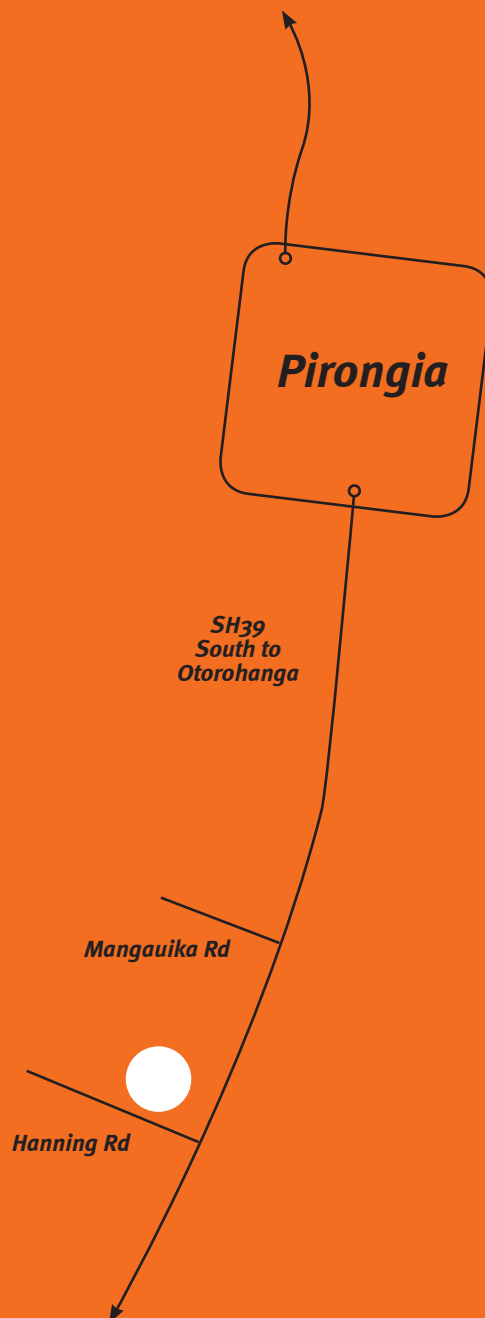 Pirongia
SH39
South to
Otorohanga
Mangauika Rd
Hanning Rd